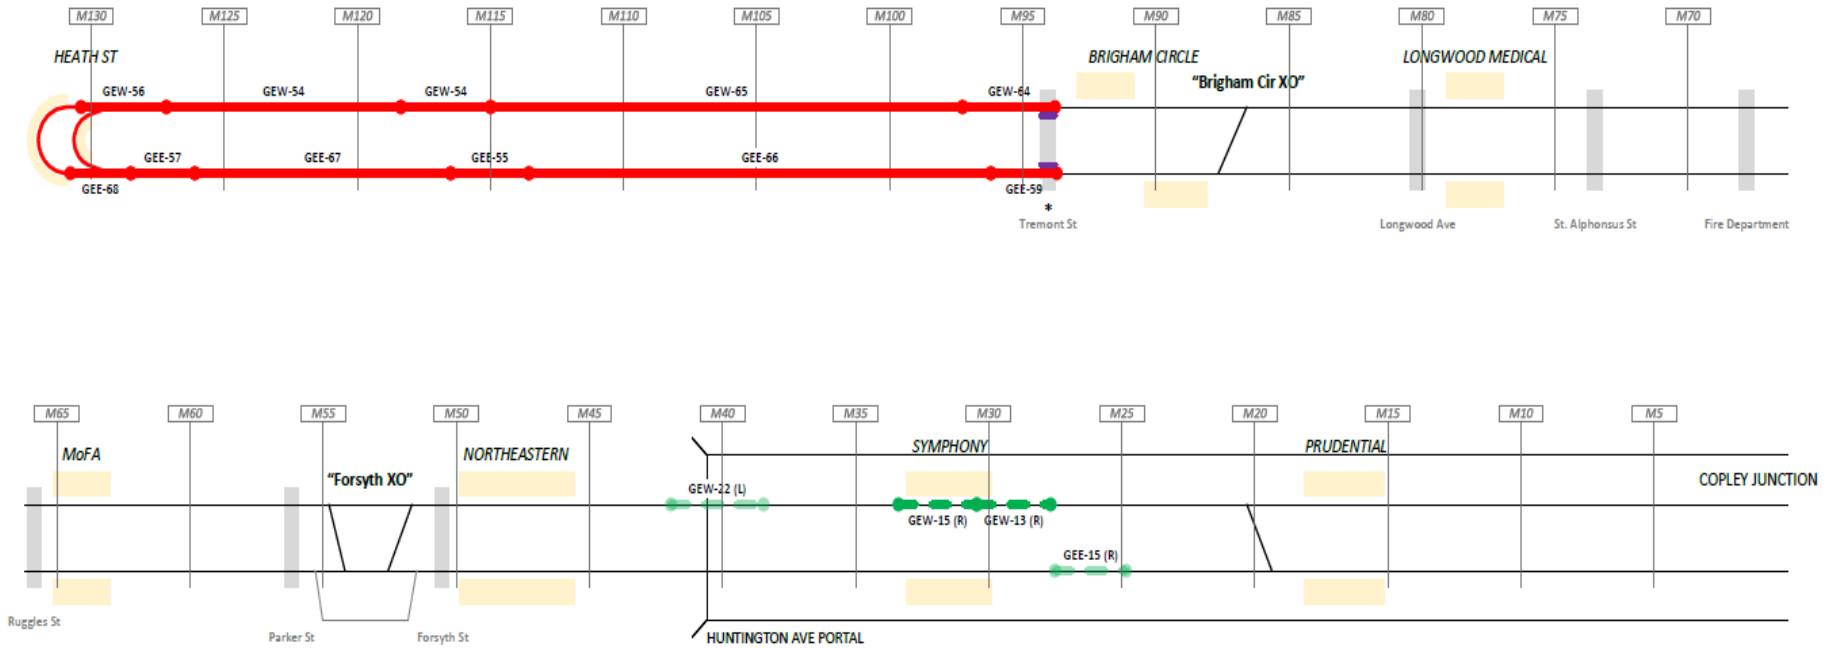 M130 M125 M120 M115 M110 M105 M100 M95 M90 M85 M80 M75 M70
HEATH ST BRIGHAM CIRCLE LONGWOOD MEDICAL
"Brigham Cir XO"
GEW-56 GEW-54 GEW-54 GEW-65 GEW-64
GEE-57 GEE-67 GEE-55 GEE-66
GEE-68 GEE-59
*
Tremont St Longwood Ave St. Alphonsus St Fire Department
M65 M60 M55 M50 M45 M40 M35 M30 M25 M20 M15 M10 M5
MoFA NORTHEASTERN SYMPHONY PRUDENTIAL
"Forsyth XO" COPLEY JUNCTION
GEW-22 (L)
GEW-15 (R) GEW-13 (R)
GEE-15 (R)
Ruggles St
Parker St Forsyth St HUNTINGTON AVE PORTAL